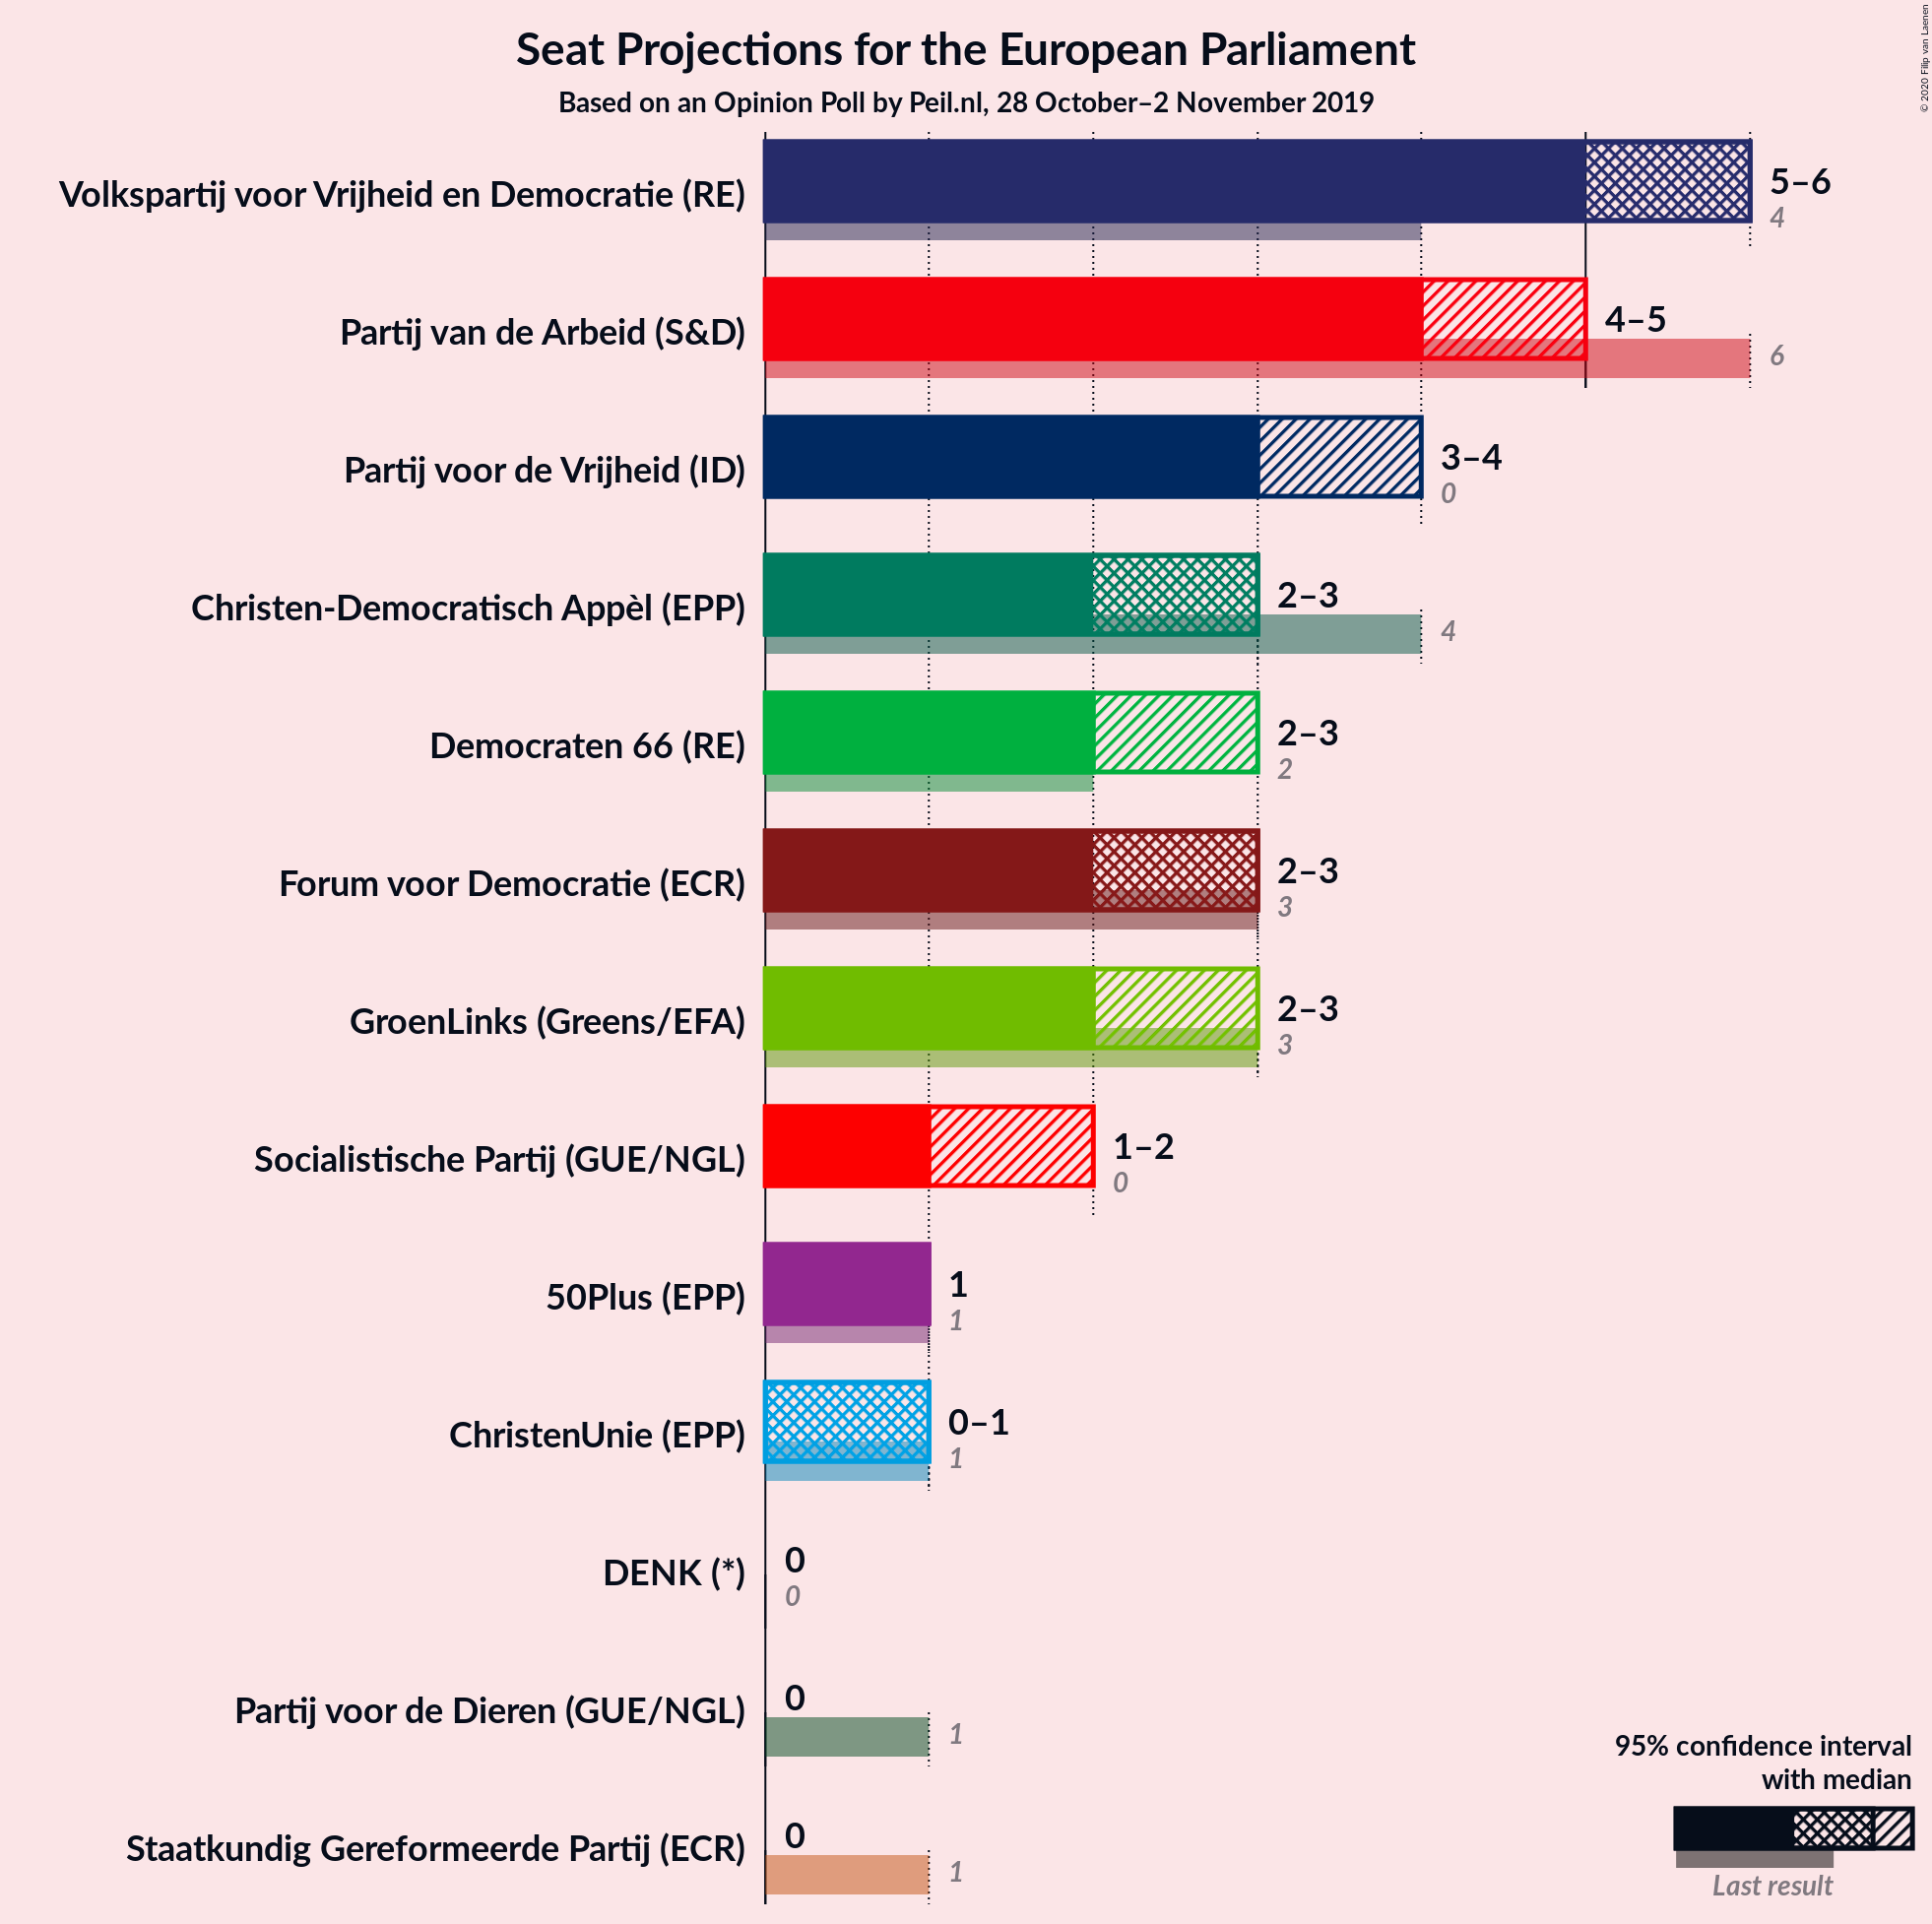 Seat Projections for the European Parliament
Based on an Opinion Poll by Peil.nl, 28 October–2 November 2019
© 2020 Filip van Laenen
Volkspartij voor Vrijheid en Democratie (RE)
5–6
4
Partij van de Arbeid (S&D)
4–5
6
Partij voor de Vrijheid (ID)
3–4
0
Christen-Democratisch Appèl (EPP)
2–3
4
Democraten 66 (RE)
2–3
2
Forum voor Democratie (ECR)
2–3
3
GroenLinks (Greens/EFA)
2–3
3
Socialistische Partij (GUE/NGL)
1–2
0
50Plus (EPP)
1
1
ChristenUnie (EPP)
0–1
1
DENK (*)
0
0
Partij voor de Dieren (GUE/NGL)
0
1
Staatkundig Gereformeerde Partij (ECR)
0
1
95% confidence interval
with median
Last result